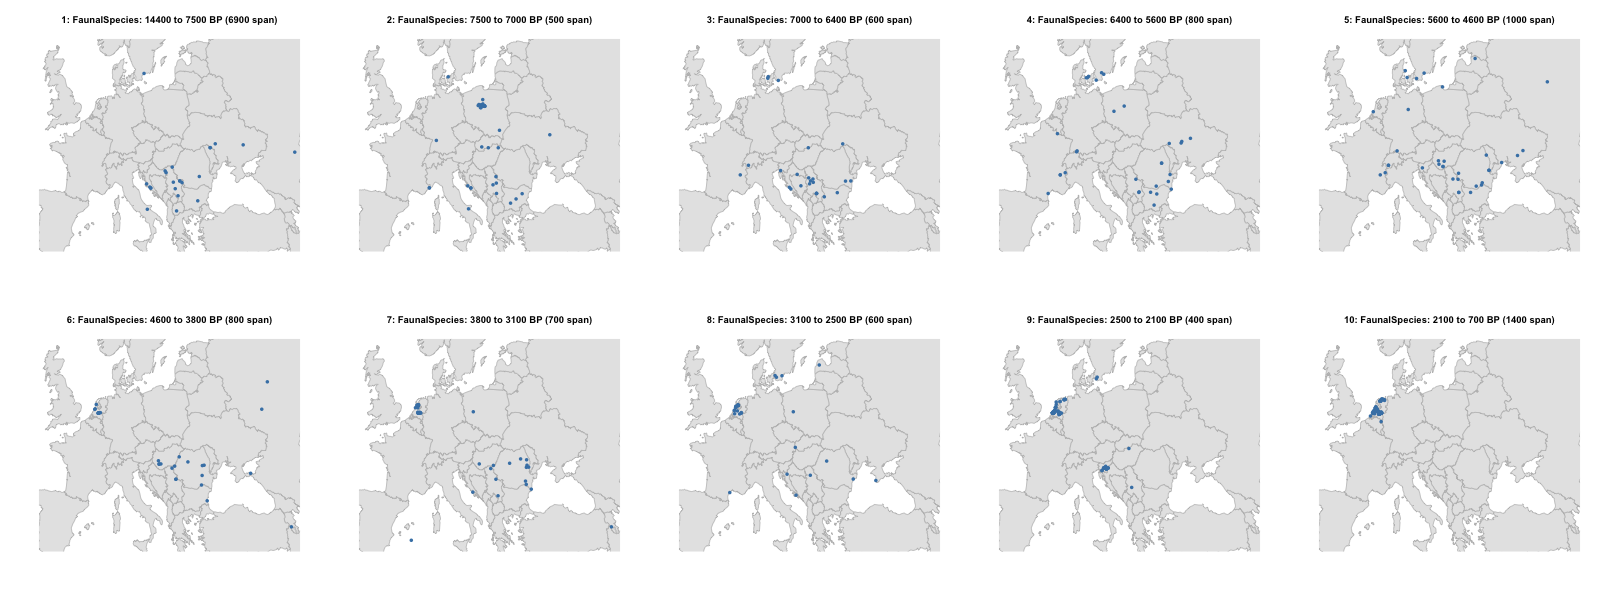 1: FaunalSpecies: 14400 to 7500 BP (6900 span)
2: FaunalSpecies: 7500 to 7000 BP (500 span)
3: FaunalSpecies: 7000 to 6400 BP (600 span)
4: FaunalSpecies: 6400 to 5600 BP (800 span)
5: FaunalSpecies: 5600 to 4600 BP (1000 span)
6: FaunalSpecies: 4600 to 3800 BP (800 span)
7: FaunalSpecies: 3800 to 3100 BP (700 span)
8: FaunalSpecies: 3100 to 2500 BP (600 span)
9: FaunalSpecies: 2500 to 2100 BP (400 span)
10: FaunalSpecies: 2100 to 700 BP (1400 span)